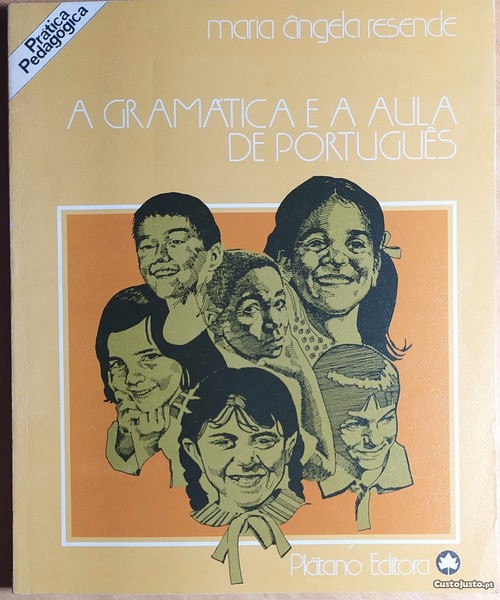 Prática
Pedagógica
maria ângela resende
A GRAMÁTICA E A AULA
DE PORTUGUÊS
Plátano Editora
CustoJusto.pt